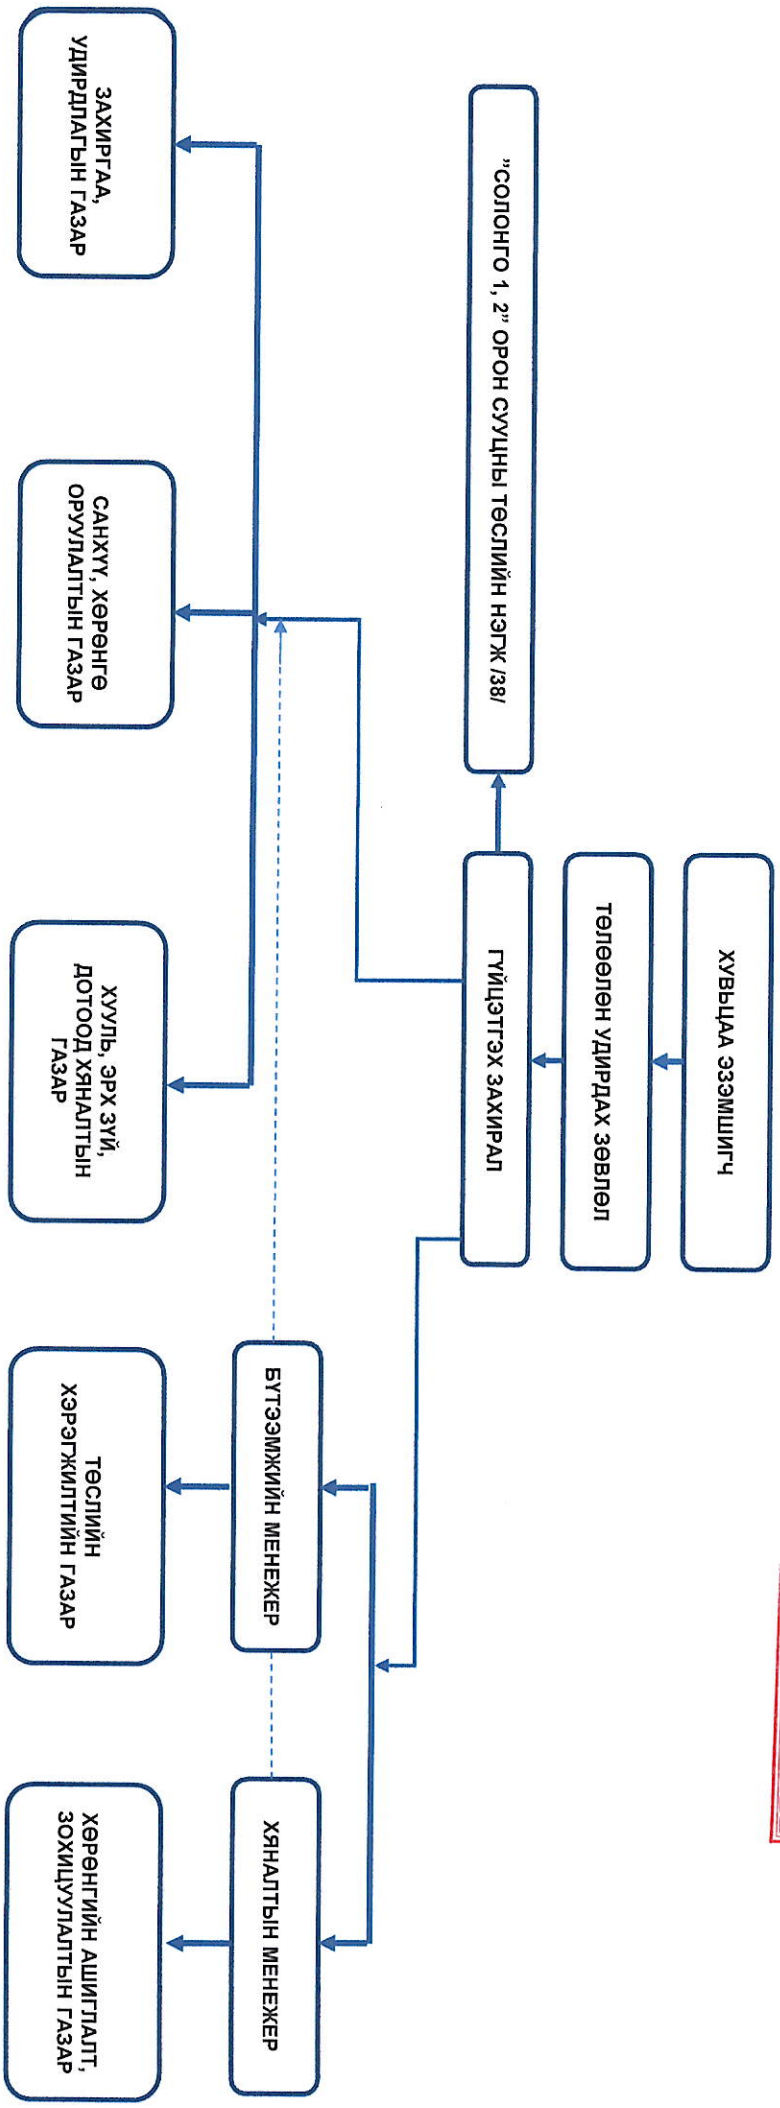 ХУВЬЦАА ЭЗЭМШИГЧ
ТӨЛӨӨЛӨН УДИРДАХ ЗӨВЛӨЛ
ГҮЙЦЭТГЭХ ЗАХИРАЛ
"СОЛОНГО 1, 2" ОРОН СУУЦНЫ ТӨСЛИЙН НЭГЖ /38/
БҮТЭЭМЖИЙН МЕНЕЖЕР
ХЯНАЛТЫН МЕНЕЖЕР
ЗАХИРГАА,
УДИРДЛАГЫН ГАЗАР
САНХҮҮ, ХӨРӨНГӨ
ОРУУЛАЛТЫН ГАЗАР
ХУУЛЬ, ЭРХ ЗҮЙ,
ДОТООД ХЯНАЛТЫН
ГАЗАР
ТӨСЛИЙН
ХЭРЭГЖИЛТИЙН ГАЗАР
ХӨРӨНГИЙН АШИГЛАЛТ,
ЗОХИЦУУЛАЛТЫН ГАЗАР